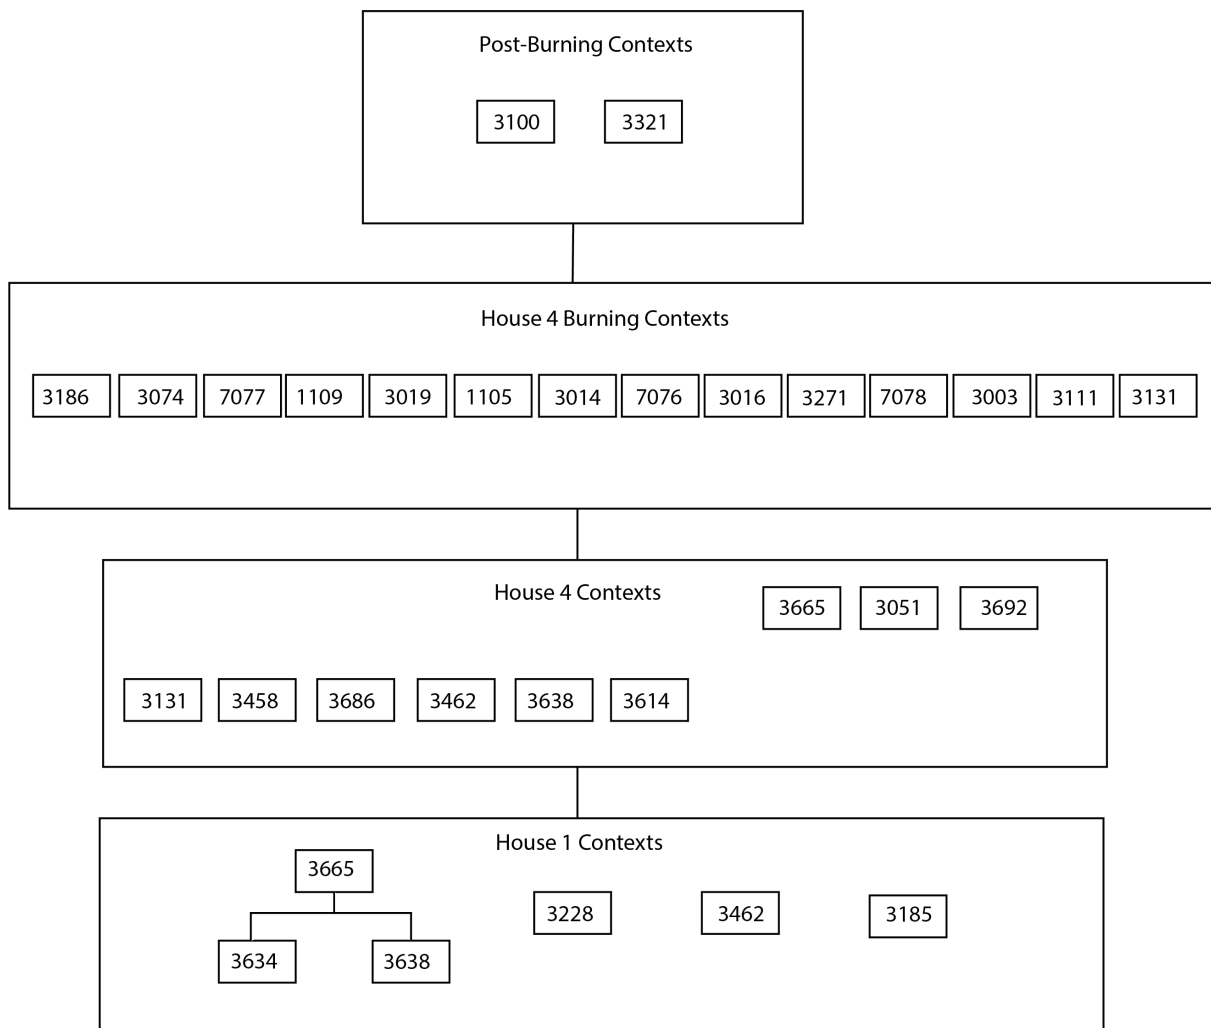 Post-Burning Contexts
3100 3321
House 4 Burning Contexts
3186 3074 7077 1109 3019 1105 3014 7076 3016 3271 7078 3003 3111 3131
House 4 Contexts
3665 3051 3692
3131 3458 3686 3462 3638 3614
House 1 Contexts
3665
3228 3462 3185
3634 3638